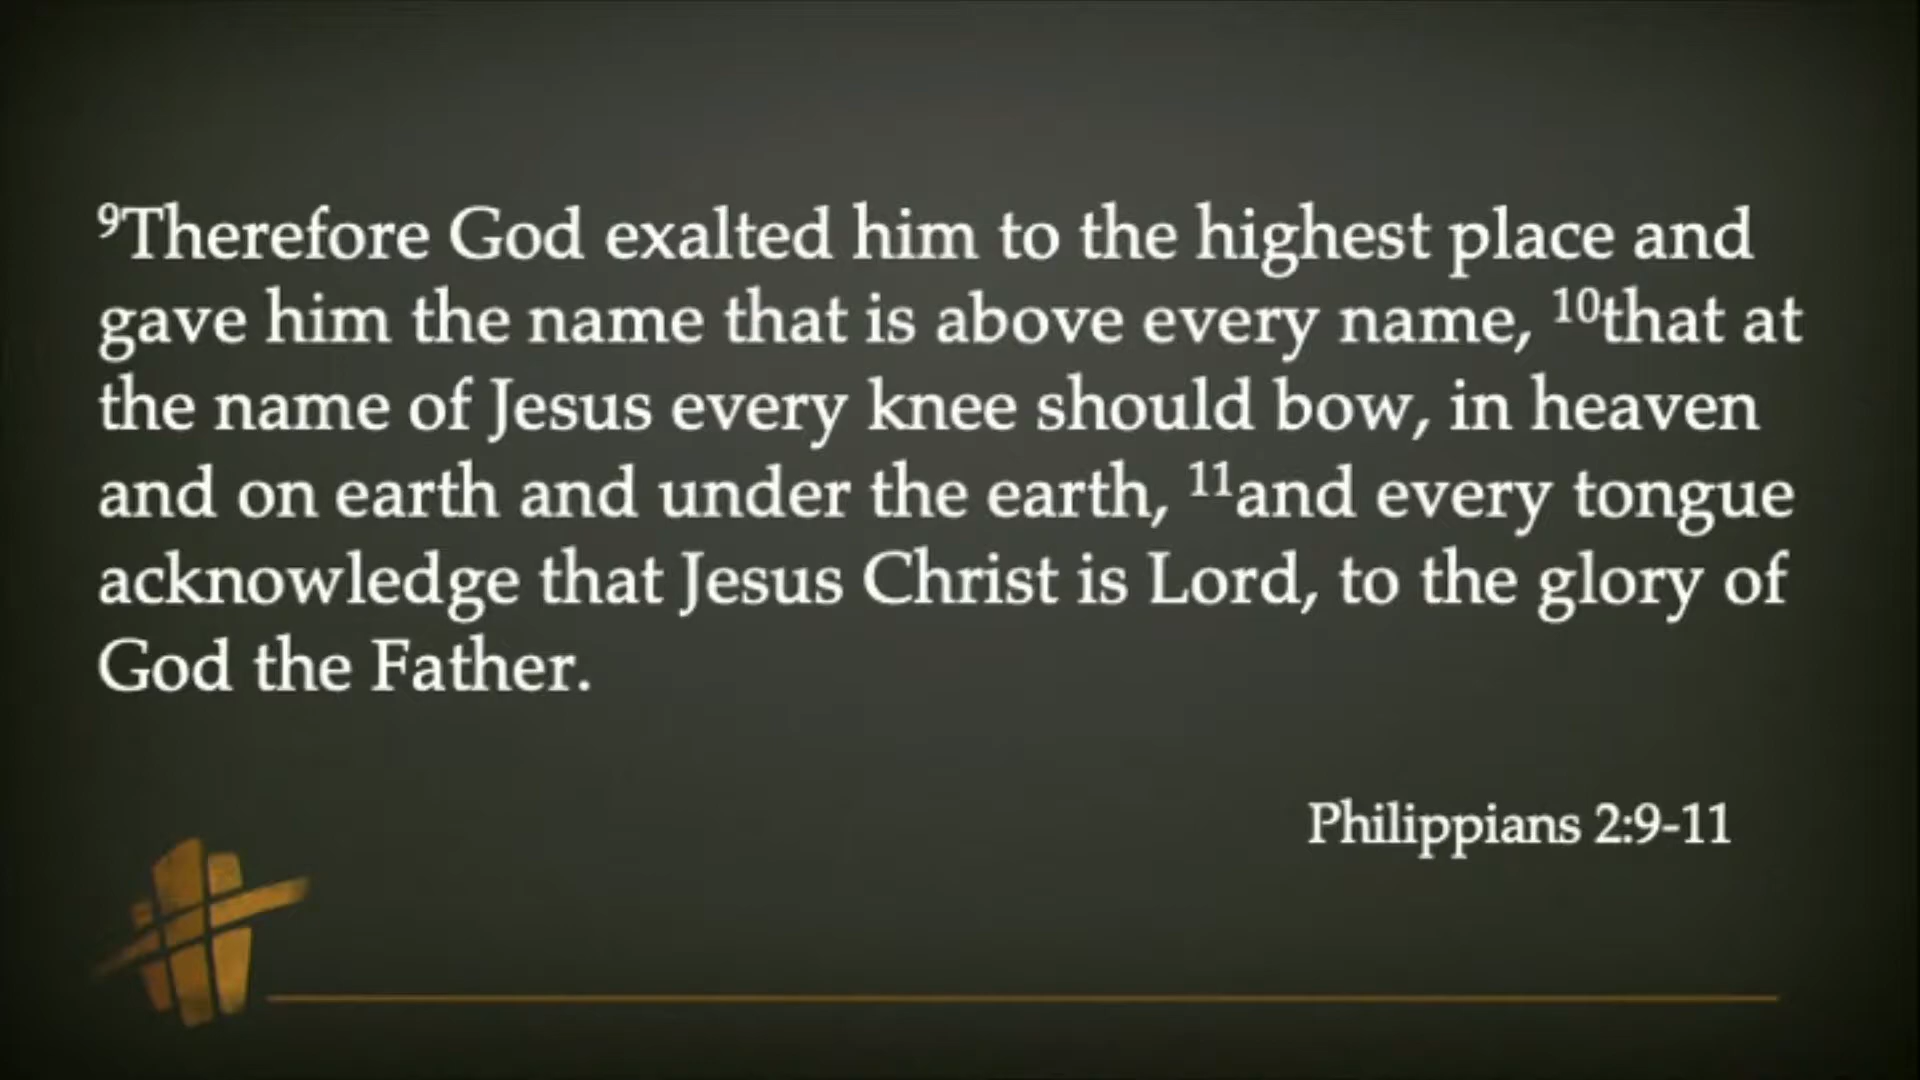 ⁹Therefore God exalted him to the highest place and
gave him the name that is above every name, ¹⁰that at
the name of Jesus every knee should bow, in heaven
and on earth and under the earth, ¹¹and every tongue
acknowledge that Jesus Christ is Lord, to the glory of
God the Father.
Philippians 2:9-11